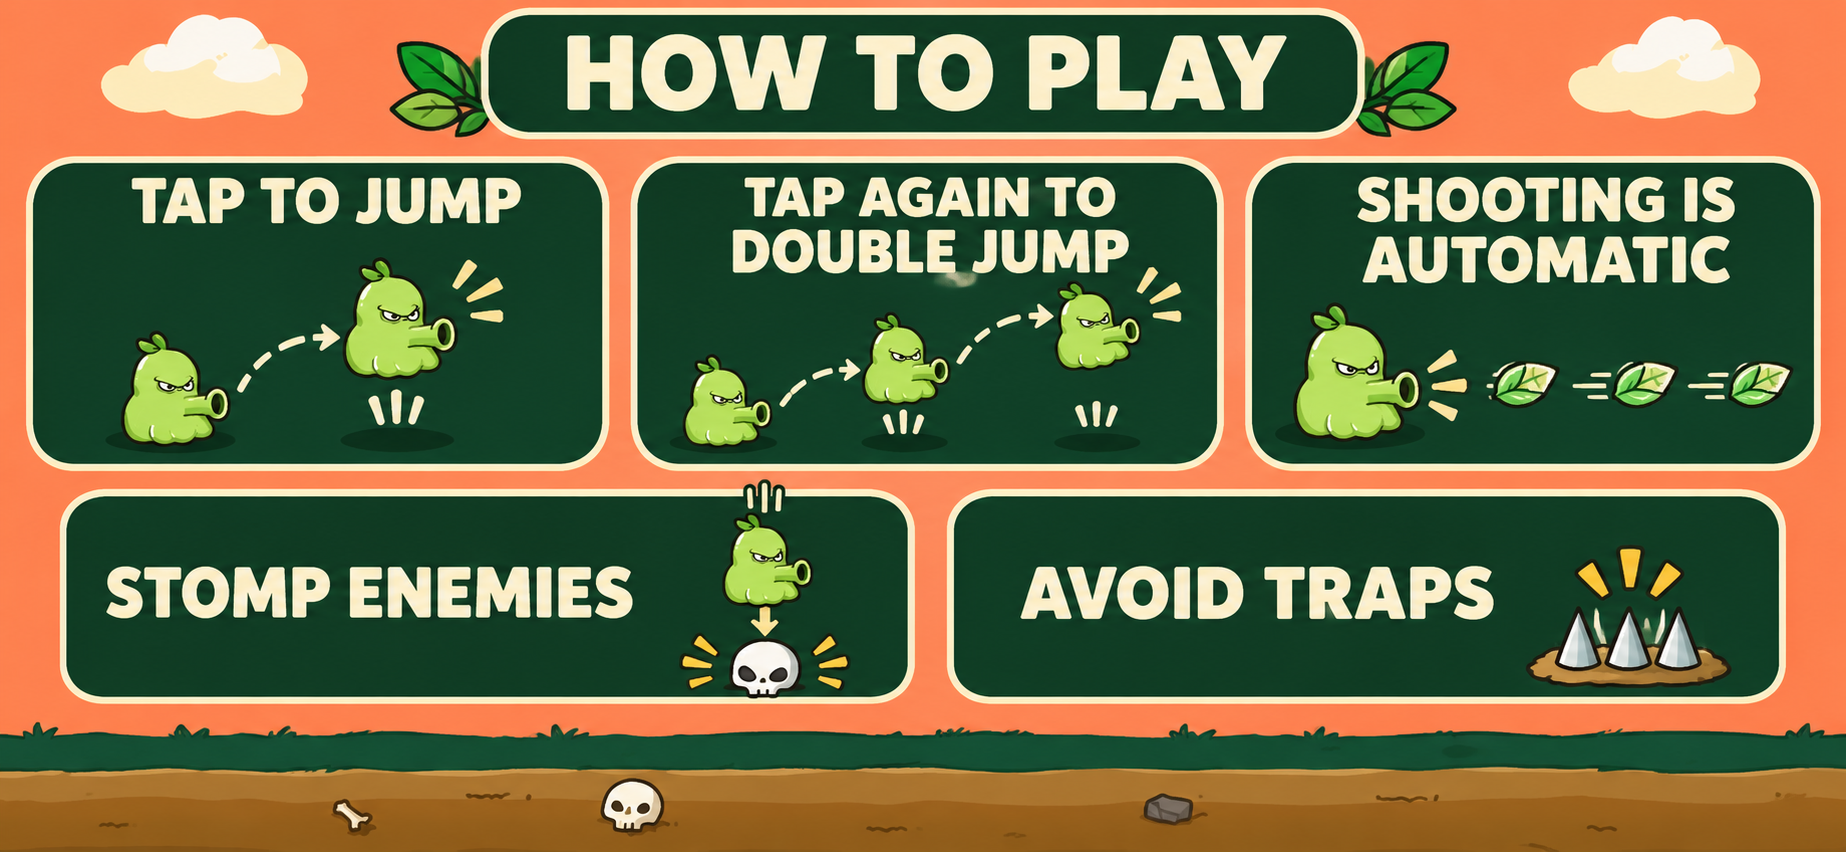 HOW TO PLAY
TAP TO JUMP
TAP AGAIN TO
DOUBLE JUMP
SHOOTING IS
AUTOMATIC
STOMP ENEMIES
AVOID TRAPS